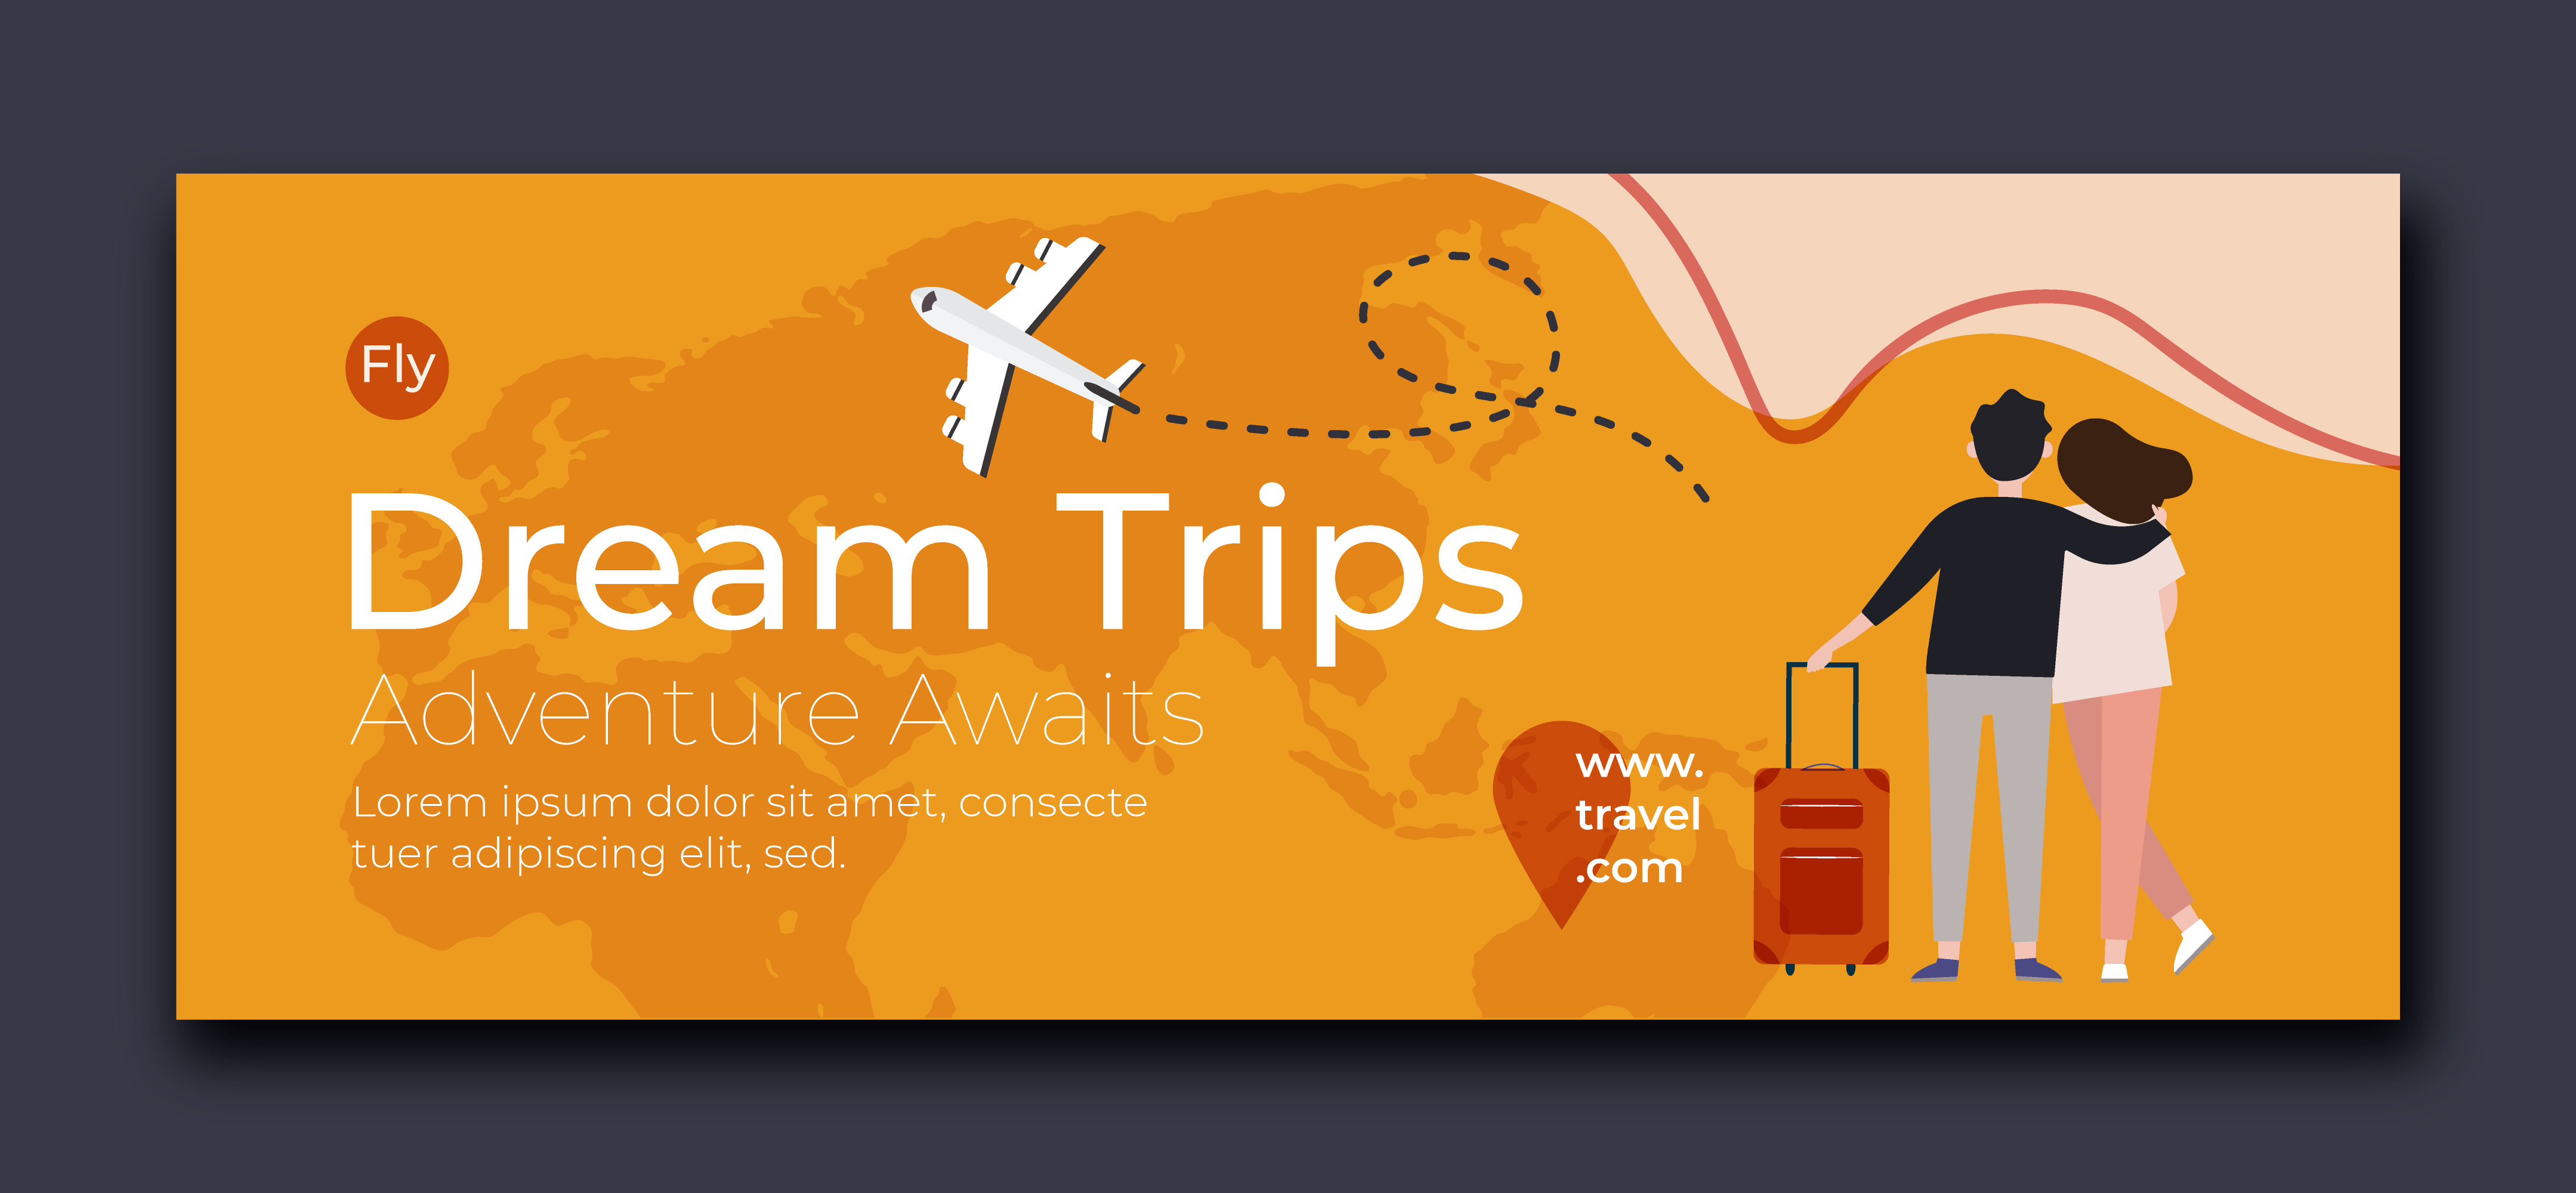 Fly
Dream Trips
Adventure Awaits
Lorem ipsum dolor sit amet, consecte
tuer adipiscing elit, sed.
www.
travel
.com